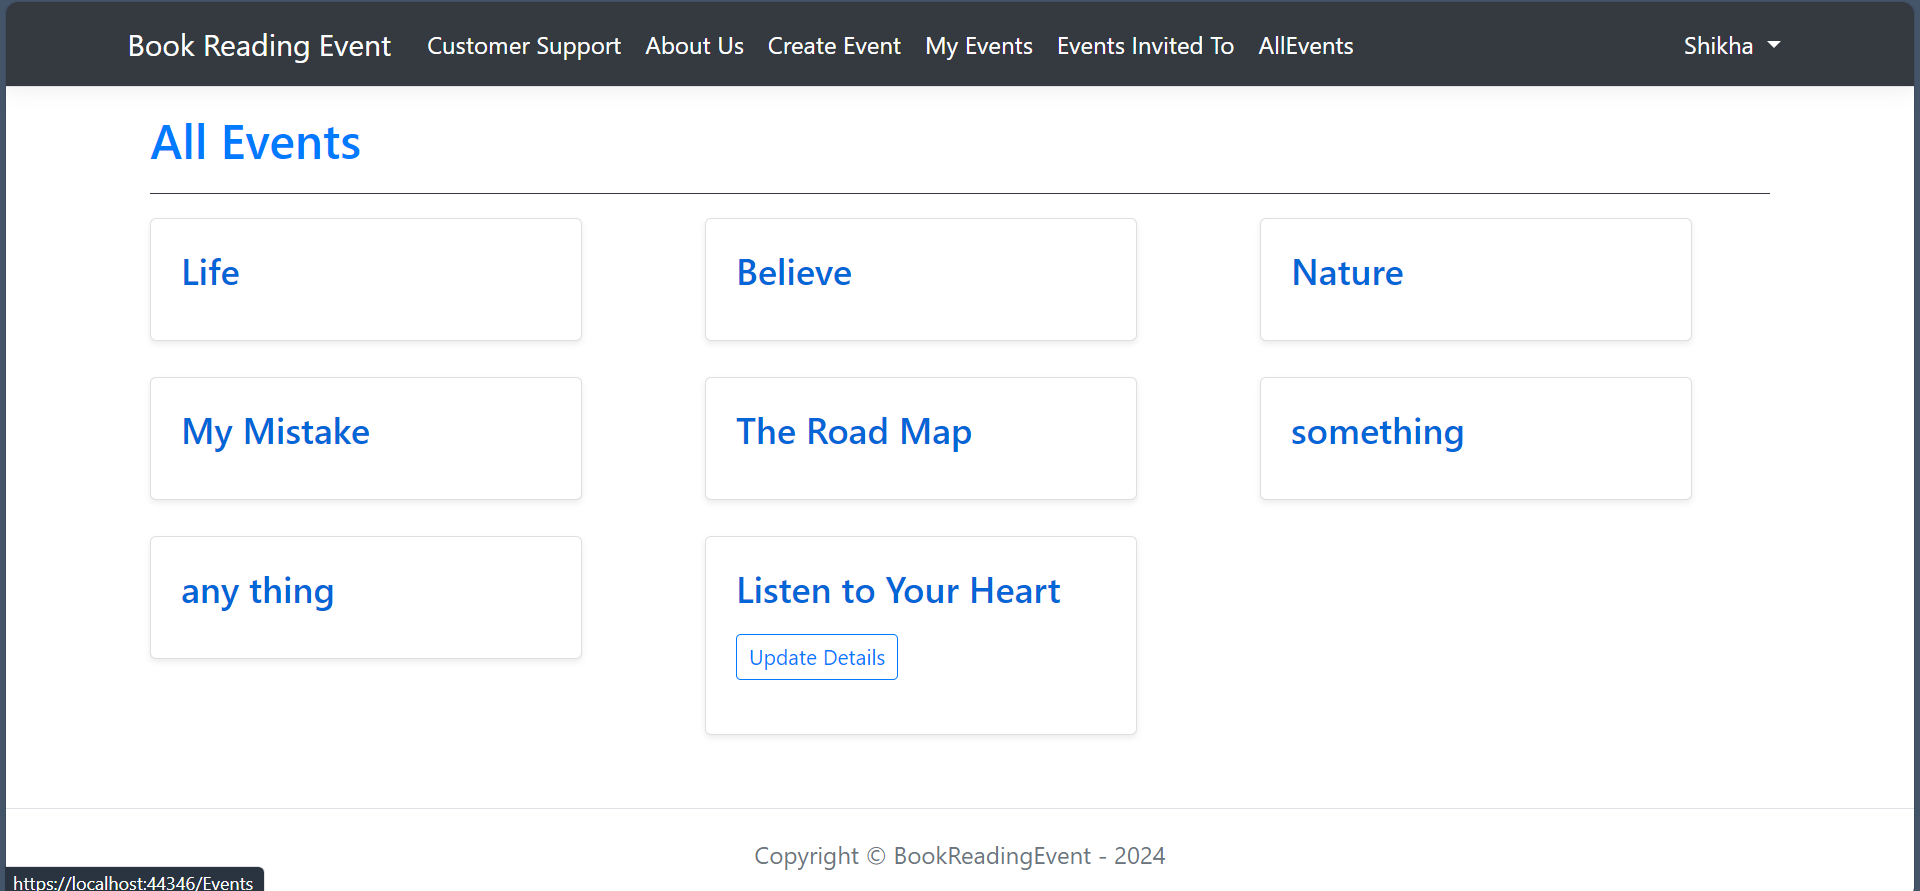 Book Reading Event Customer Support About Us Create Event My Events Events Invited To AllEvents Shikha
All Events
Life Believe Nature
My Mistake The Road Map something
any thing Listen to Your Heart
Update Details
Copyright © BookReadingEvent - 2024
https://localhost:44346/Events